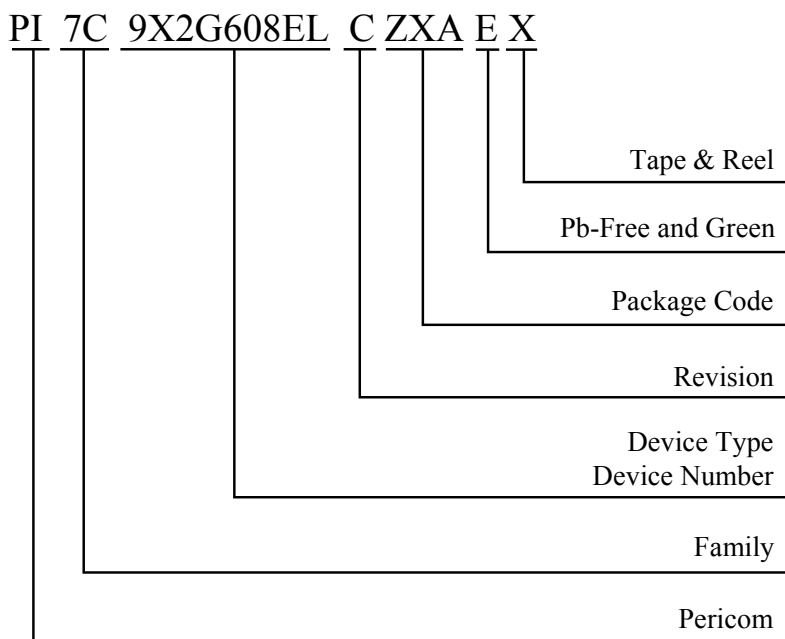 PI 7C 9X2G608EL C ZXA E X
Tape & Reel
Pb-Free and Green
Package Code
Revision
Device Type
Device Number
Family
Pericom